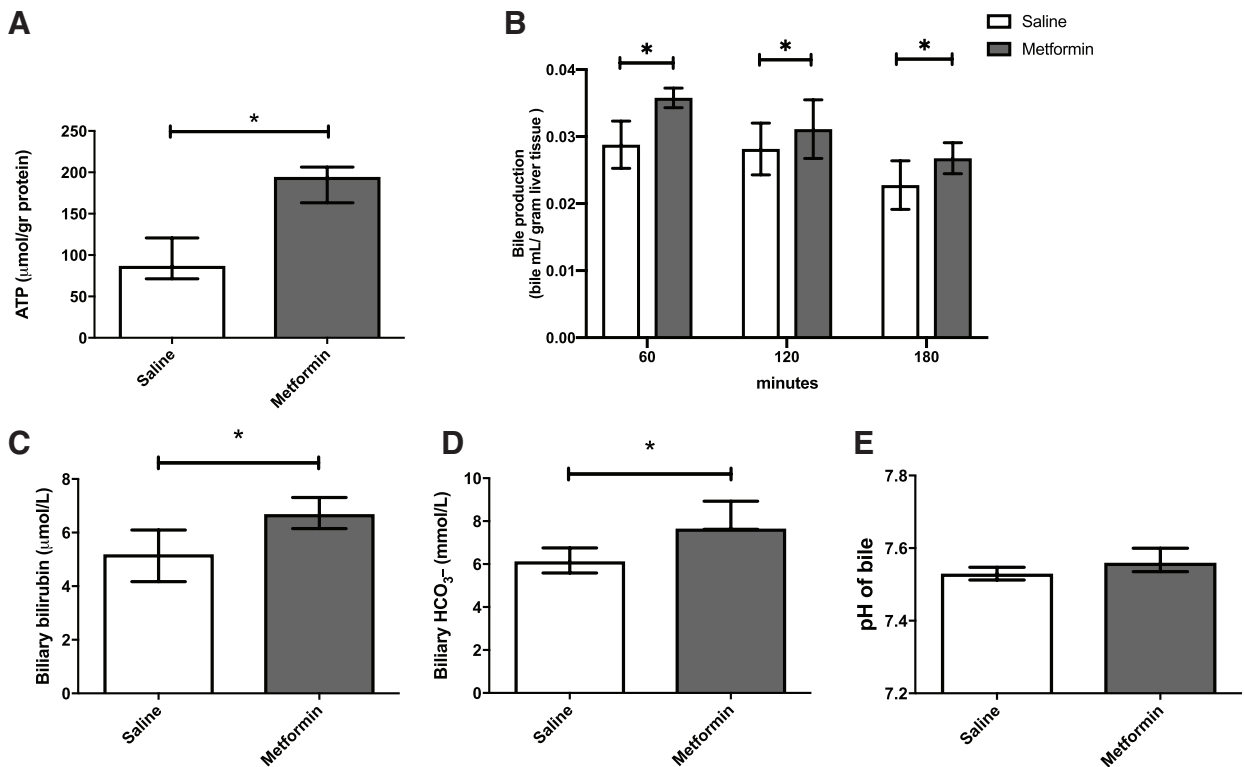 A
ATP (μmol/gr protein)
250
200
150
100
50
0
*
Saline
Metformin
B
Saline
Metformin
Bile production
(bile mL/ gram liver tissue )
0.04
0.03
0.02
0.01
0.00
*
*
*
60
120
180
minutes
C
Biliary bilirubin (μmol/L)
8
6
4
2
0
*
Saline
Metformin
D
Biliary HCO₃⁻ (mmol/L)
10
8
6
4
2
0
*
Saline
Metformin
E
pH of bile
7.8
7.6
7.4
7.2
Saline
Metformin